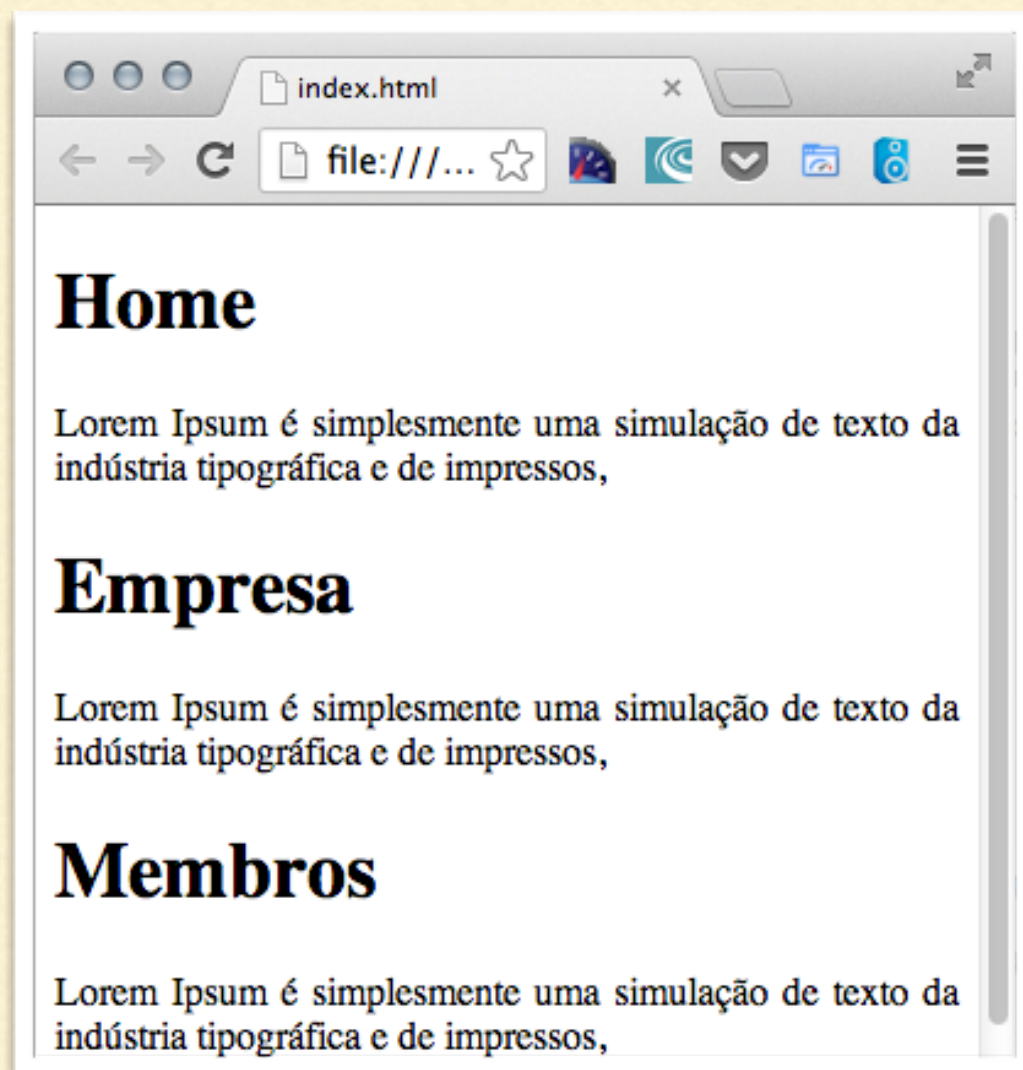 index.html
file:///...
Home
Lorem Ipsum é simplesmente uma simulação de texto da
indústria tipográfica e de impressos,
Empresa
Lorem Ipsum é simplesmente uma simulação de texto da
indústria tipográfica e de impressos,
Membros
Lorem Ipsum é simplesmente uma simulação de texto da
indústria tipográfica e de impressos,